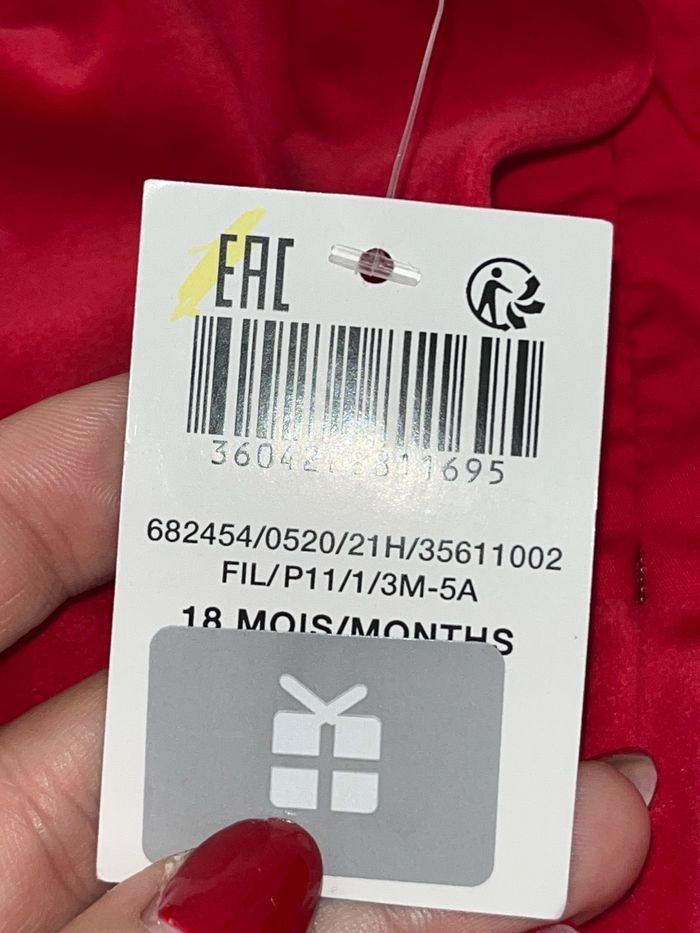 EAC
682454/0520/21H/35611002
FIL/P11/1/3M-5A
18 MOIS/MONTHS